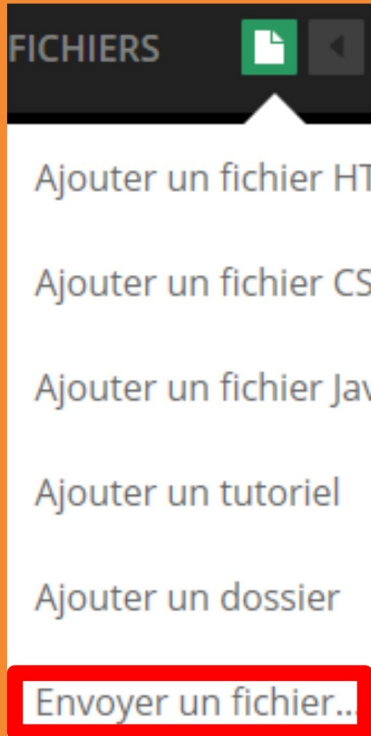 FICHIERS
Ajouter un fichier HT
Ajouter un fichier CS
Ajouter un fichier Jav
Ajouter un tutoriel
Ajouter un dossier
Envoyer un fichier...